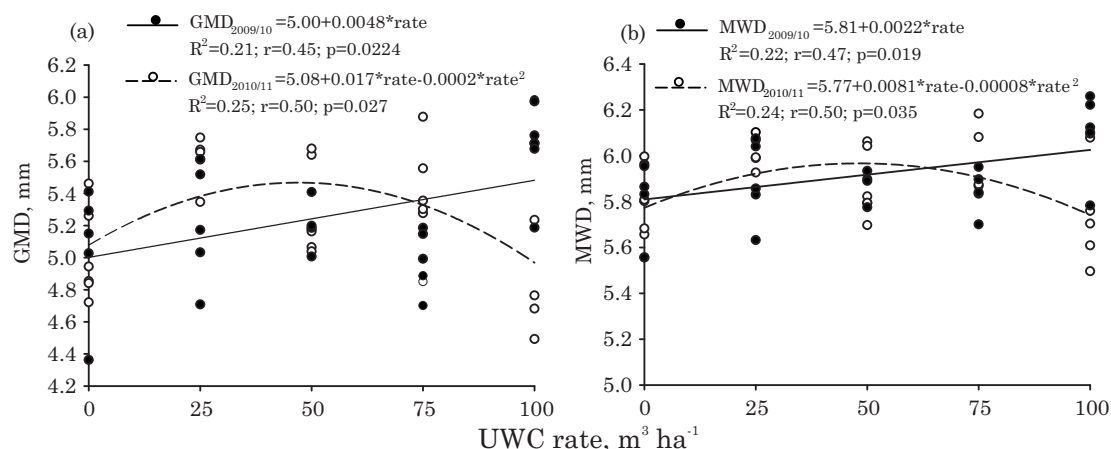 (a)
GMD2009/10 =5.00+0.0048*rate
R²=0.21; r=0.45; p=0.0224
GMD2010/11 =5.08+0.017*rate-0.0002*rate²
R²=0.25; r=0.50; p=0.027
6.2
6.0
5.8
5.6
5.4
5.2
5.0
4.8
4.6
4.4
4.2
GMD, mm
0 25 50 75 100
(b)
MWD2009/10 =5.81+0.0022*rate
R²=0.22; r=0.47; p=0.019
MWD2010/11 =5.77+0.0081*rate-0.00008*rate²
R²=0.24; r=0.50; p=0.035
6.4
6.2
6.0
5.8
5.6
5.4
5.2
5.0
MWD, mm
0 25 50 75 100
UWC rate, m³ ha⁻¹